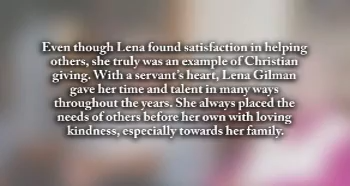 Even though Lena found satisfaction in helping
others, she truly was an example of Christian
giving. With a servant's heart, Lena Gilman
gave her time and talent in many ways
throughout the years. She always placed the
needs of others before her own with loving
kindness, especially towards her family.